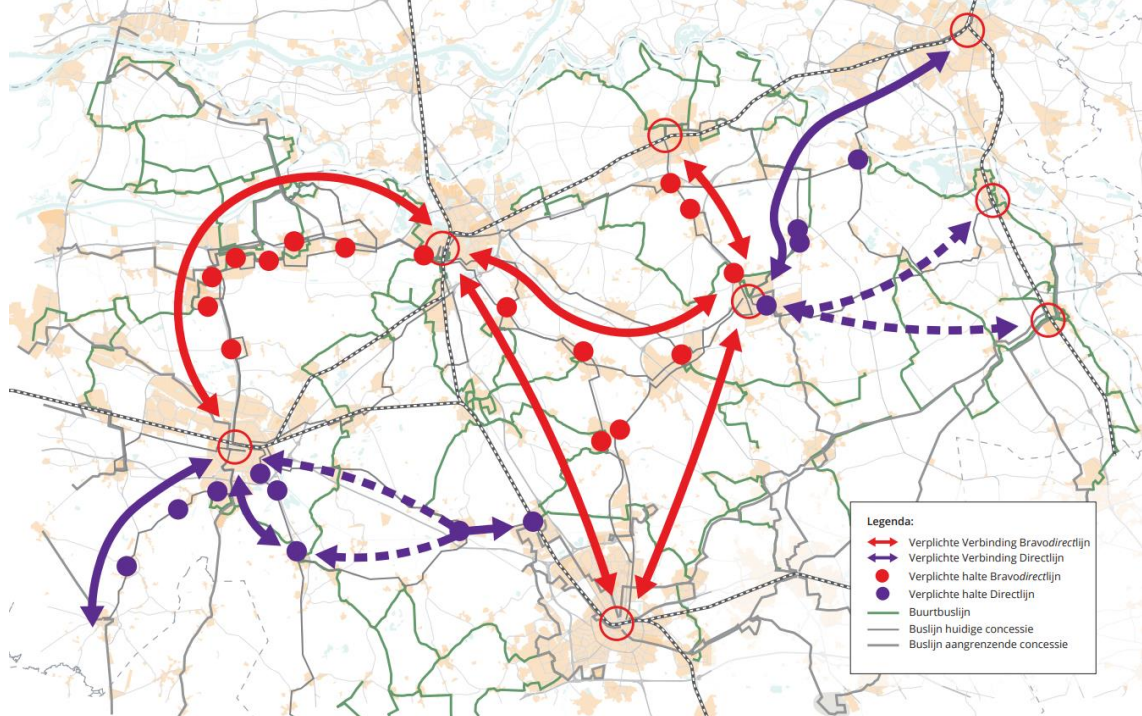 Legenda:
Verplichte Verbinding Bravodirectlijn
Verplichte Verbinding Directlijn
Verplichte halte Bravodirectlijn
Verplichte halte Directlijn
Buurtbuslijn
Buslijn huidige concessie
Buslijn aangrenzende concessie